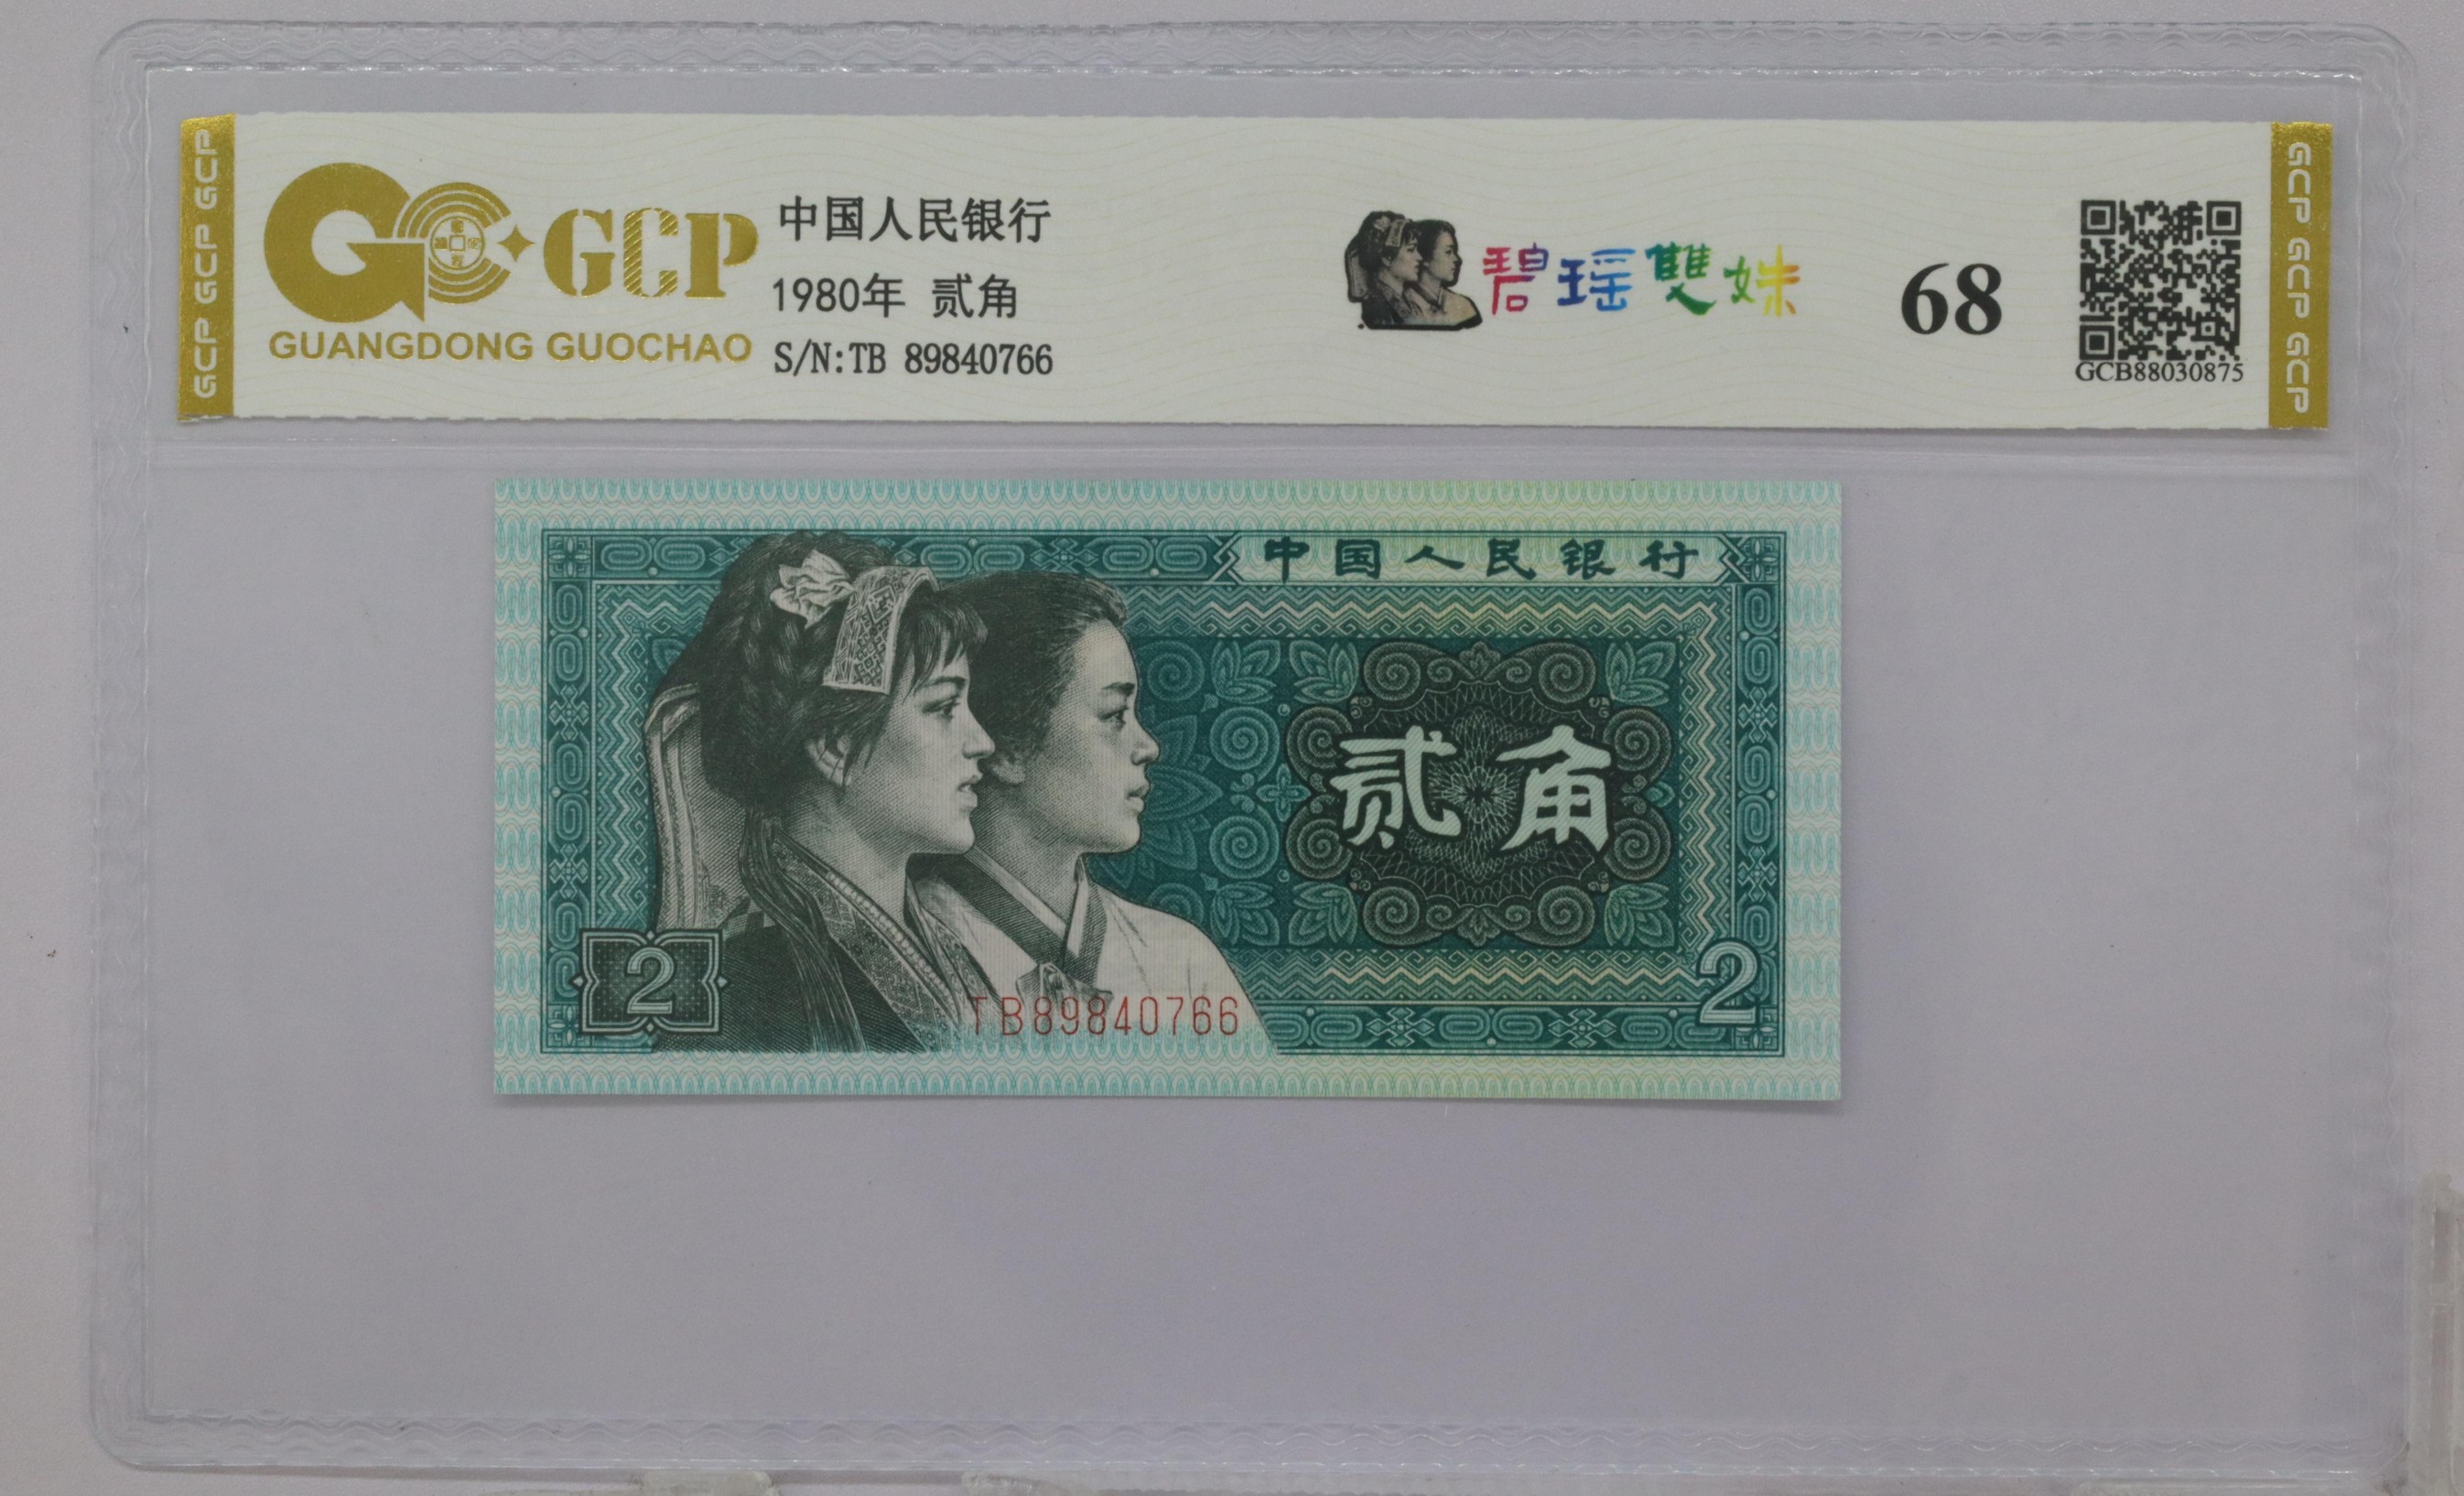 GCP GCP GCP
GCP
GUANGDONG GUOCHAO
中国人民银行
1980年 贰角
S/N:TB 89840766
碧瑶雙姝
68
GCB88030875
GCP GCP GCP
中国人民银行
贰角
2
2
TB89840766